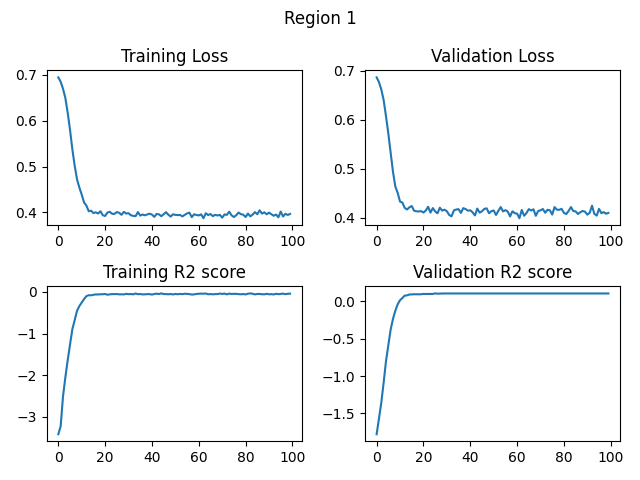 Region 1
Training Loss
Validation Loss
0.7
0.6
0.5
0.4
0 20 40 60 80 100
0.7
0.6
0.5
0.4
0 20 40 60 80 100
Training R2 score
Validation R2 score
0
−1
−2
−3
0 20 40 60 80 100
0.0
−0.5
−1.0
−1.5
0 20 40 60 80 100